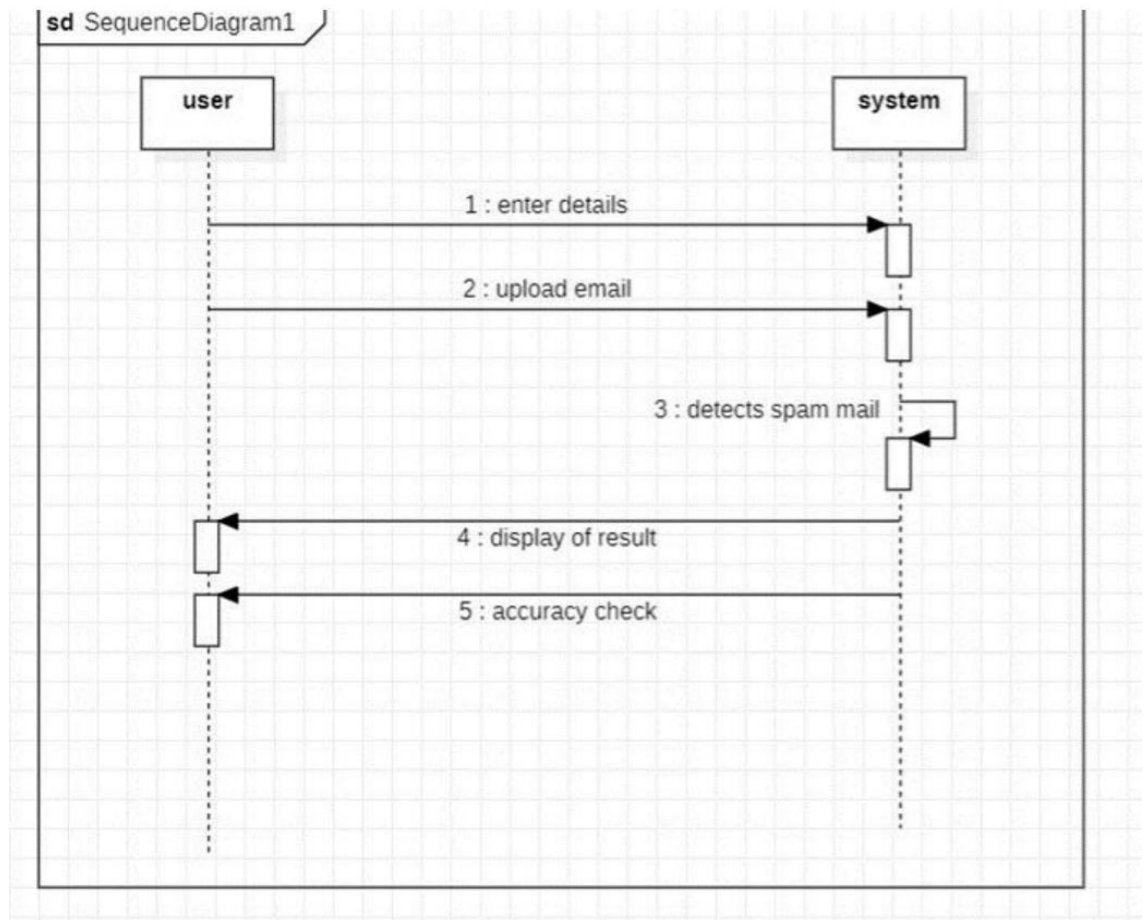 sd SequenceDiagram1
user
system
1 : enter details
2 : upload email
3 : detects spam mail
4 : display of result
5 : accuracy check